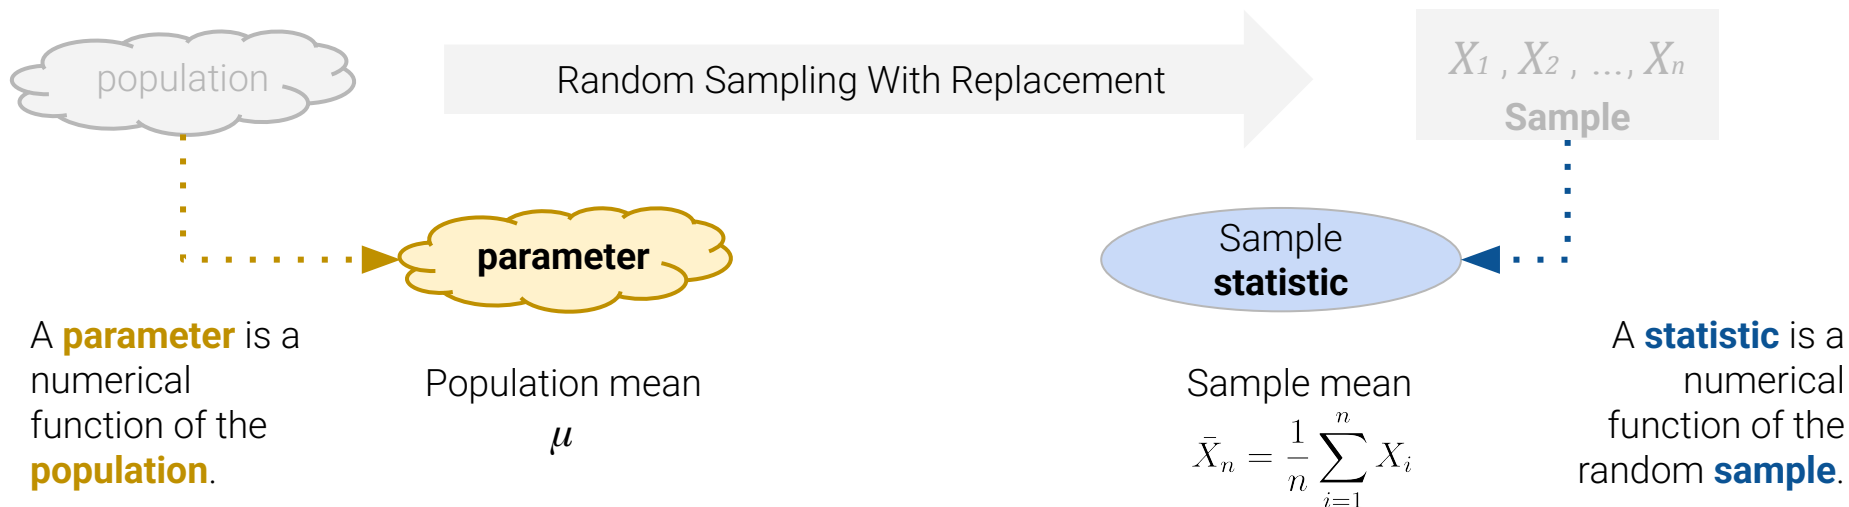 population
Random Sampling With Replacement
X₁ , X₂ , ..., Xₙ
Sample
parameter
Sample
statistic
A parameter is a
numerical
function of the
population.
Population mean
μ
Sample mean
X̄ₙ = 1/n ∑ᵢ₌₁ⁿ Xᵢ
A statistic is a
numerical
function of the
random sample.